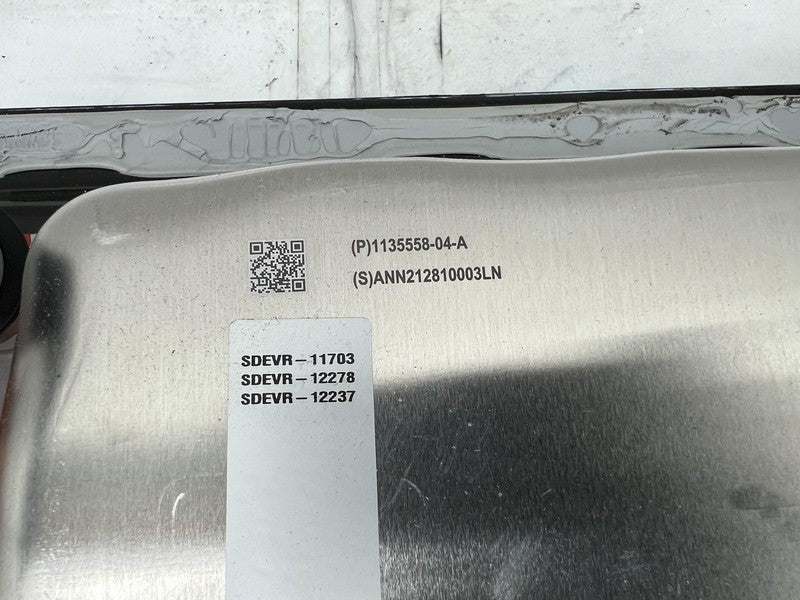 (P)1135558-04-A
(S)ANN212810003LN
SDEVR-11703
SDEVR-12278
SDEVR-12237